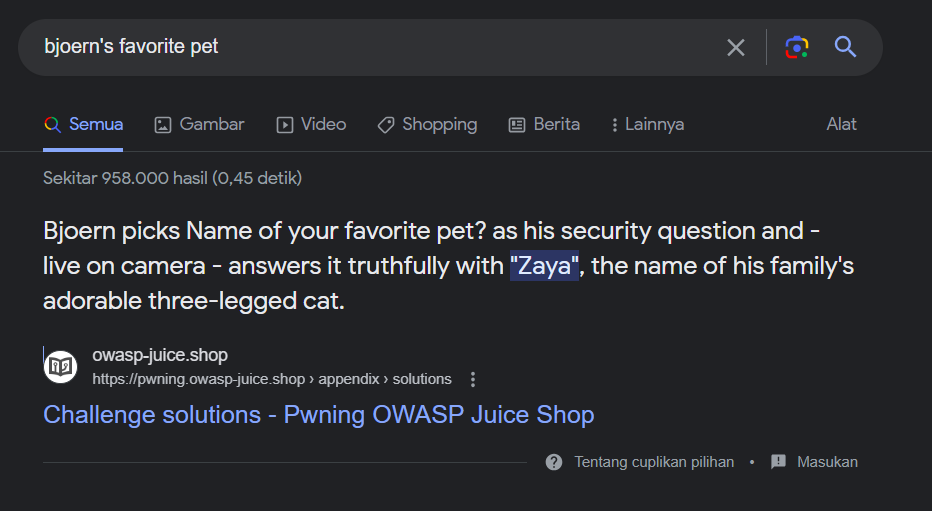 bjoern's favorite pet
Semua Gambar Video Shopping Berita Lainnya Alat
Sekitar 958.000 hasil (0,45 detik)
Bjoern picks Name of your favorite pet? as his security question and -
live on camera - answers it truthfully with "Zaya", the name of his family's
adorable three-legged cat.
owasp-juice.shop
https://pwning.owasp-juice.shop › appendix › solutions
Challenge solutions - Pwning OWASP Juice Shop
Tentang cuplikan pilihan • Masukan